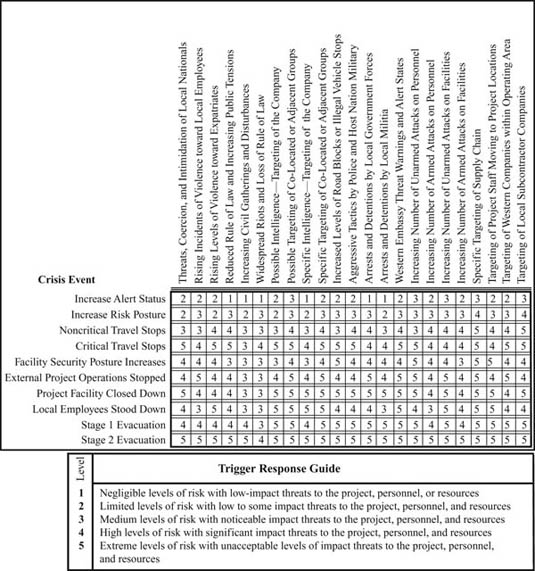 Threats, Coercion, and Intimidation of Local Nationals
Rising Incidents of Violence toward Local Employees
Rising Levels of Violence toward Expatriates
Reduced Rule of Law and Increasing Public Tensions
Increasing Civil Gatherings and Disturbances
Widespread Riots and Loss of Rule of Law
Possible Intelligence—Targeting of the Company
Possible Targeting of Co-Located or Adjacent Groups
Specific Intelligence—Targeting of the Company
Specific Targeting of Co-Located or Adjacent Groups
Increased Levels of Road Blocks or Illegal Vehicle Stops
Aggressive Tactics by Police and Host Nation Military
Arrests and Detentions by Local Government Forces
Arrests and Detentions by Local Militia
Western Embassy Threat Warnings and Alert States
Increasing Number of Unarmed Attacks on Personnel
Increasing Number of Armed Attacks on Personnel
Increasing Number of Unarmed Attacks on Facilities
Increasing Number of Armed Attacks on Facilities
Specific Targeting of Supply Chain
Targeting of Project Staff Moving to Project Locations
Targeting of Western Companies within Operating Area
Targeting of Local Subcontractor Companies
Crisis Event
Increase Alert Status 2 2 2 1 1 1 2 3 1 2 2 2 1 1 2 3 2 3 2 3 2 2 3
Increase Risk Posture 2 3 2 3 2 3 2 3 2 3 3 3 3 2 3 3 3 3 3 4 3 3 4
Noncritical Travel Stops 3 3 4 4 3 4 3 3 4 3 4 3 4 3 4 4 4 4 4 5 4 4 5
Critical Travel Stops 5 4 5 5 3 4 5 5 4 5 5 5 4 4 5 5 4 5 4 5 5 5 5
Facility Security Posture Increases 4 4 4 3 3 3 3 4 3 4 5 4 4 4 4 5 4 4 3 5 5 4 4
External Project Operations Stopped 4 5 4 4 3 3 4 5 4 5 4 5 5 4 5 5 4 5 4 5 4 4 5
Project Facility Closed Down 5 4 4 4 3 3 5 5 5 5 5 5 5 4 5 5 4 5 4 5 4 4 5
Local Employees Stood Down 4 3 5 4 3 3 5 5 5 5 4 4 4 3 5 4 3 5 4 5 4 4 5
Stage 1 Evacuation 4 4 4 4 4 3 5 5 4 5 5 5 5 5 5 5 4 5 4 5 5 4 5
Stage 2 Evacuation 5 5 5 5 5 4 5 5 5 5 5 5 5 5 5 5 5 5 5 5 5 5 5
Level Trigger Response Guide
1 Negligible levels of risk with low-impact threats to the project, personnel, or resources
2 Limited levels of risk with low to some impact threats to the project, personnel, and resources
3 Medium levels of risk with noticeable impact threats to the project, personnel, and resources
4 High levels of risk with significant impact threats to the project, personnel, and resources
5 Extreme levels of risk with unacceptable levels of impact threats to the project, personnel,
and resources